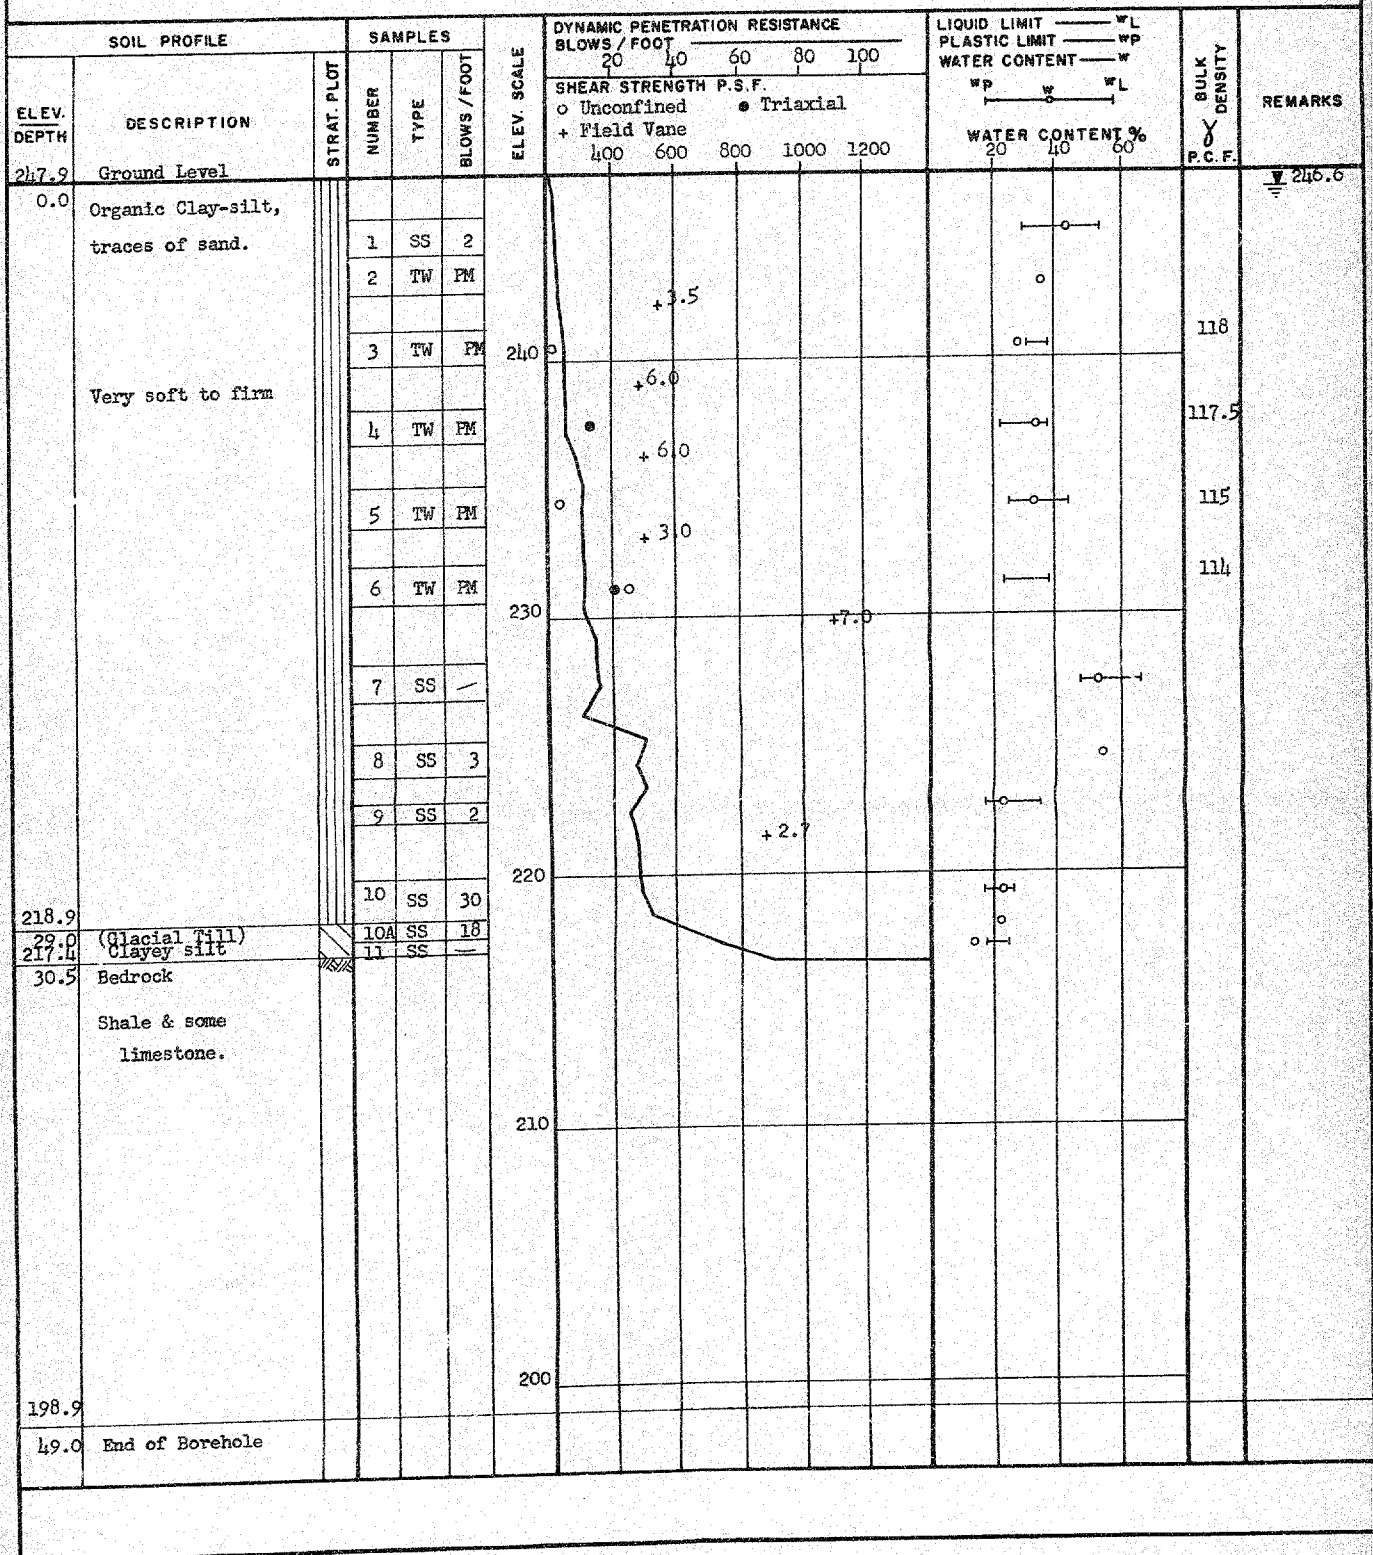 SOIL PROFILE
SAMPLES
ELEV. SCALE
DYNAMIC PENETRATION RESISTANCE
BLOWS / FOOT
20 40 60 80 100
SHEAR STRENGTH P.S.F.
o Unconfined ● Triaxial
+ Field Vane
400 600 800 1000 1200
LIQUID LIMIT WL
PLASTIC LIMIT WP
WATER CONTENT W
WP W WL
WATER CONTENT %
20 40 60
BULK DENSITY
γ
P.C.F.
REMARKS
ELEV.
DEPTH
DESCRIPTION
STRAT. PLOT
NUMBER
TYPE
BLOWS / FOOT
247.9 Ground Level
246.6
0.0
Organic Clay-silt,
traces of sand.
1 SS 2
2 TW PM
+3.5
118
3 TW PM
240
+6.0
Very soft to firm
117.5
4 TW PM
+ 6.0
115
5 TW PM
+ 3.0
114
6 TW PM
230
+7.0
7 SS —
8 SS 3
9 SS 2
+ 2.7
220
10 SS 30
218.9
29.0 (Glacial Till)
10A SS 18
217.4 Clayey silt
11 SS —
30.5 Bedrock
Shale & some
limestone.
210
200
198.9
49.0 End of Borehole